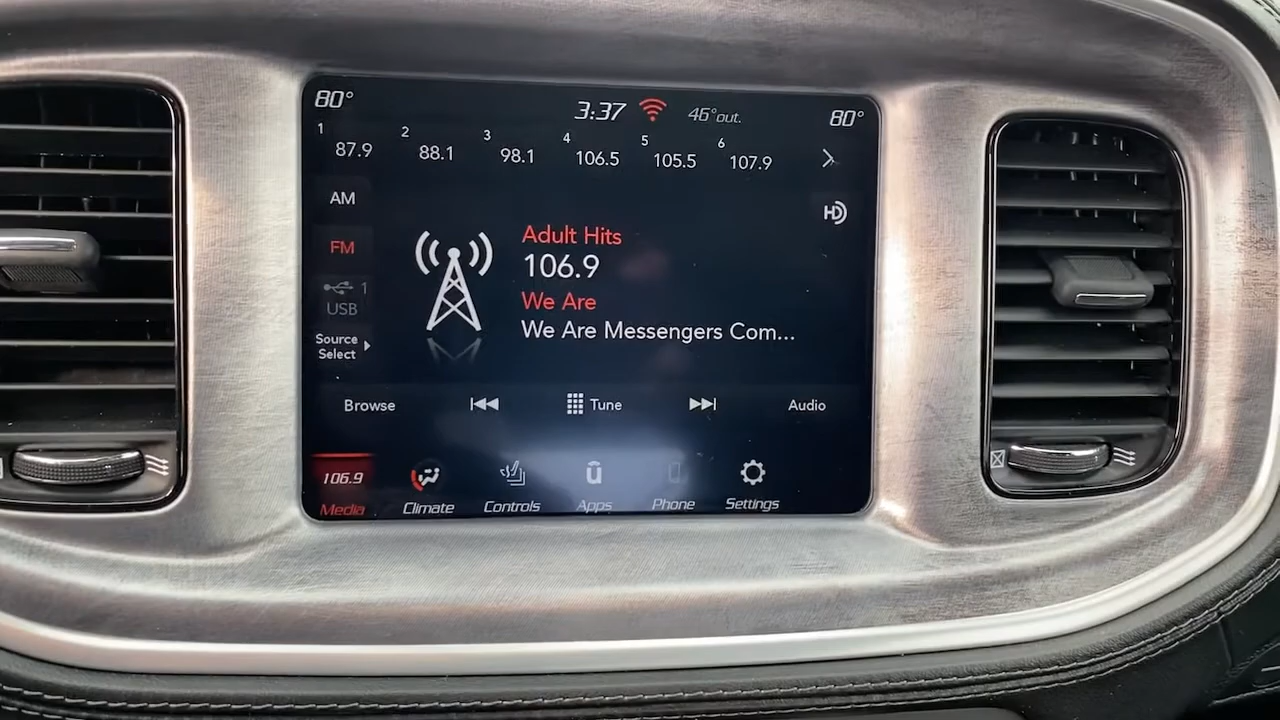 80° 3:37 46°out. 80°
1 2 3 4 5 6
87.9 88.1 98.1 106.5 105.5 107.9
AM
HD
FM
Adult Hits
106.9
1
USB
We Are
We Are Messengers Com...
Source
Select
Browse Tune Audio
106.9
Media Climate Controls Apps Phone Settings